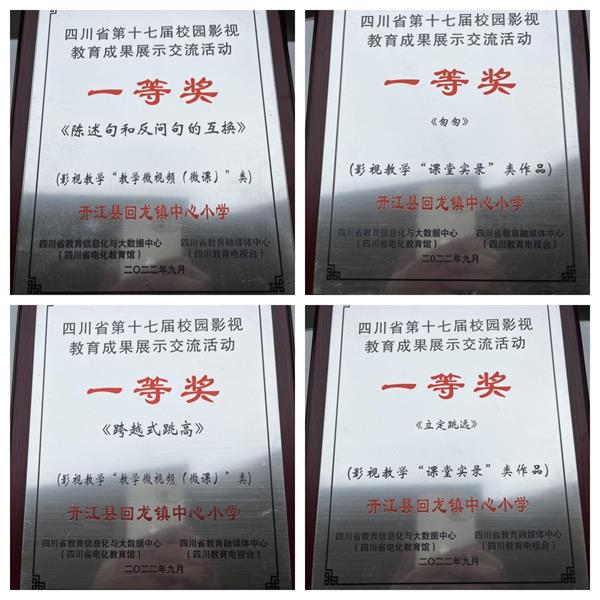 四川省第十七届校园影视
教育成果展示交流活动
一等奖
《陈述句和反问句的互换》
(影视教学“教学微视频(微课)”类)
开江县回龙镇中心小学
四川省教育信息化与大数据中心 四川省教育融媒体中心
(四川省电化教育馆) (四川教育电视台)
二〇二二年九月
四川省第十七届校园影视
教育成果展示交流活动
一等奖
《匆匆》
(影视教学“课堂实录”类作品)
开江县回龙镇中心小学
四川省教育信息化与大数据中心 四川省教育融媒体中心
(四川省电化教育馆) (四川教育电视台)
二〇二二年九月
四川省第十七届校园影视
教育成果展示交流活动
一等奖
《跨越式跳高》
(影视教学“教学微视频(微课)”类)
开江县回龙镇中心小学
四川省教育信息化与大数据中心 四川省教育融媒体中心
(四川省电化教育馆) (四川教育电视台)
二〇二二年九月
四川省第十七届校园影视
教育成果展示交流活动
一等奖
《立定跳远》
(影视教学“课堂实录”类作品)
开江县回龙镇中心小学
四川省教育信息化与大数据中心 四川省教育融媒体中心
(四川省电化教育馆) (四川教育电视台)
二〇二二年九月